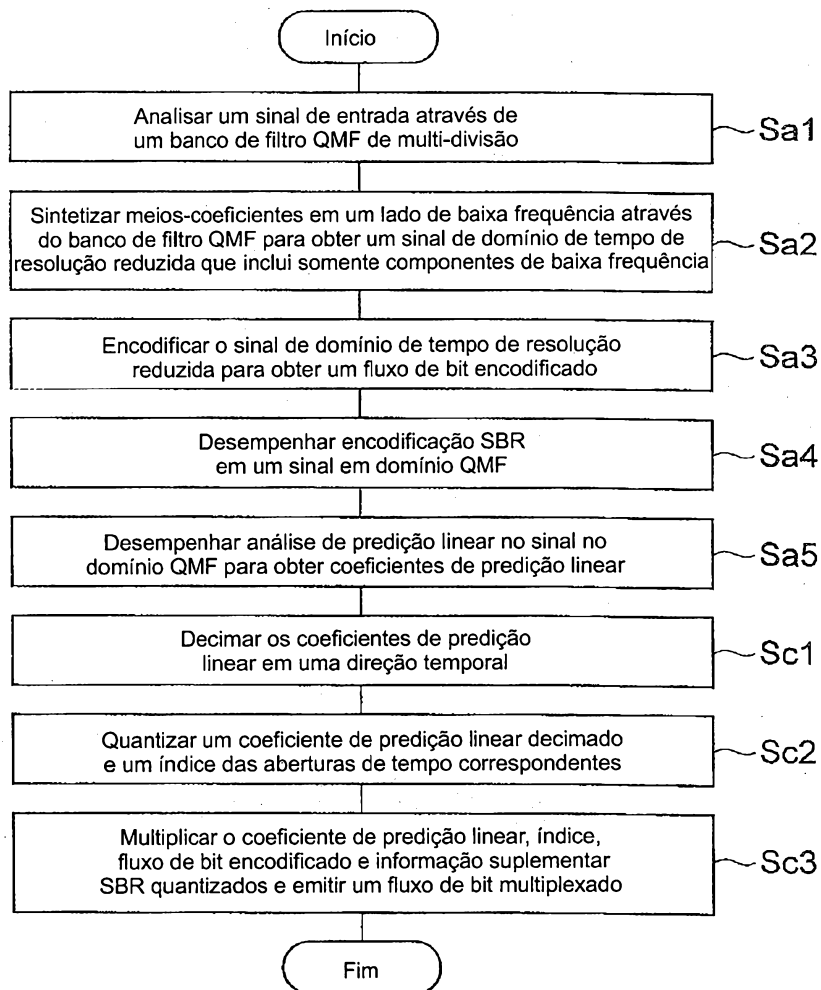 Início
Analisar um sinal de entrada através de
um banco de filtro QMF de multi-divisão
Sa1
Sintetizar meios-coeficientes em um lado de baixa frequência através
do banco de filtro QMF para obter um sinal de domínio de tempo de
resolução reduzida que inclui somente componentes de baixa frequência
Sa2
Encodificar o sinal de domínio de tempo de resolução
reduzida para obter um fluxo de bit encodificado
Sa3
Desempenhar encodificação SBR
em um sinal em domínio QMF
Sa4
Desempenhar análise de predição linear no sinal no
domínio QMF para obter coeficientes de predição linear
Sa5
Decimar os coeficientes de predição
linear em uma direção temporal
Sc1
Quantizar um coeficiente de predição linear decimado
e um índice das aberturas de tempo correspondentes
Sc2
Multiplicar o coeficiente de predição linear, índice,
fluxo de bit encodificado e informação suplementar
SBR quantizados e emitir um fluxo de bit multiplexado
Sc3
Fim